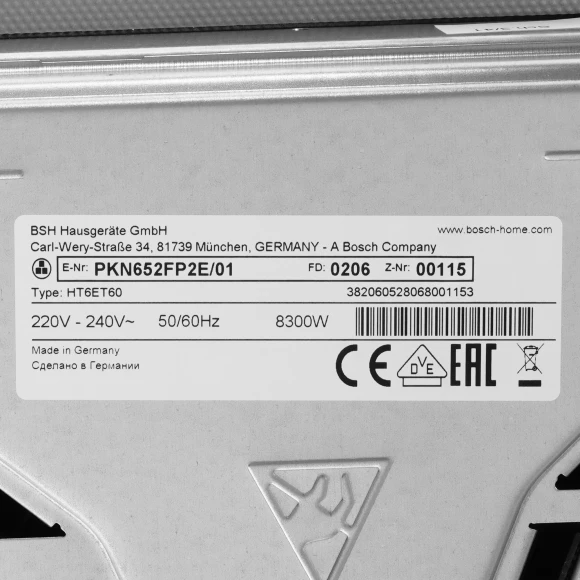 BSH Hausgeräte GmbH www.bosch-home.com
Carl-Wery-Straße 34, 81739 München, GERMANY - A Bosch Company
E-Nr: PKN652FP2E/01 FD: 0206 Z-Nr: 00115
Type: HT6ET60 382060528068001153
220V - 240V~ 50/60Hz 8300W
Made in Germany
Сделано в Германии
CE DVE EAC